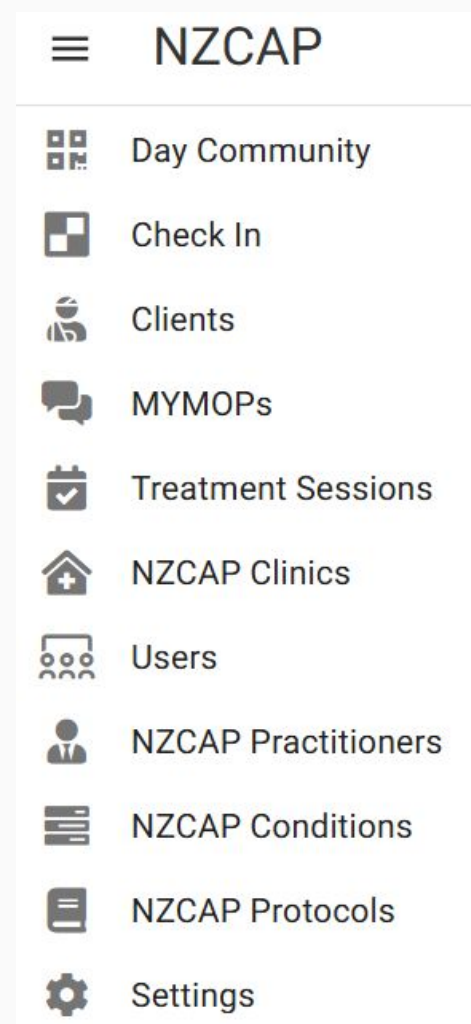 NZCAP
Day Community
Check In
Clients
MYMOPs
Treatment Sessions
NZCAP Clinics
Users
NZCAP Practitioners
NZCAP Conditions
NZCAP Protocols
Settings